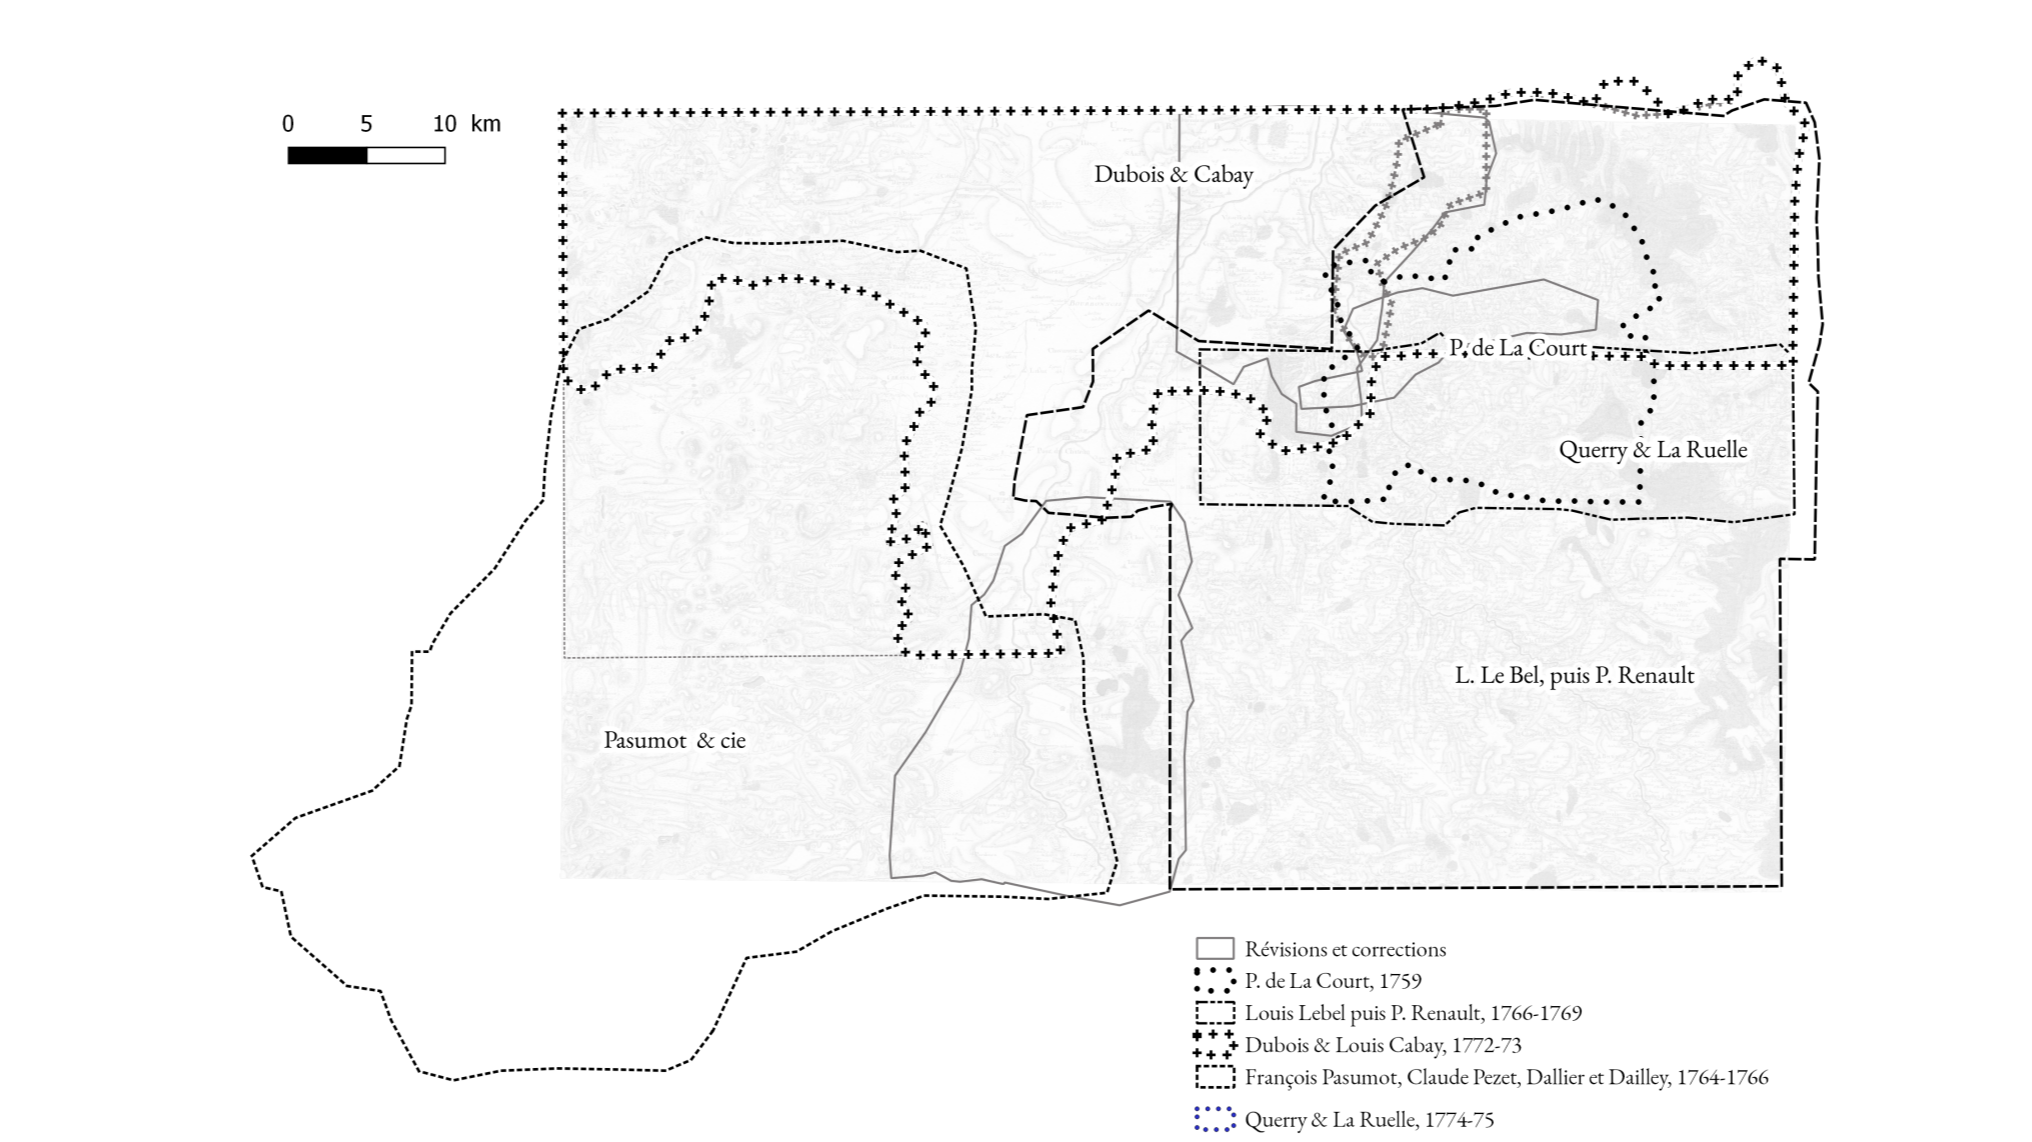 0 5 10 km
Dubois & Cabay
P. de La Court
Querry & La Ruelle
L. Le Bel, puis P. Renault
Pasumot & cie
Révisions et corrections
P. de La Court, 1759
Louis Lebel puis P. Renault, 1766-1769
Dubois & Louis Cabay, 1772-73
François Pasumot, Claude Pezet, Dallier et Dailley, 1764-1766
Querry & La Ruelle, 1774-75